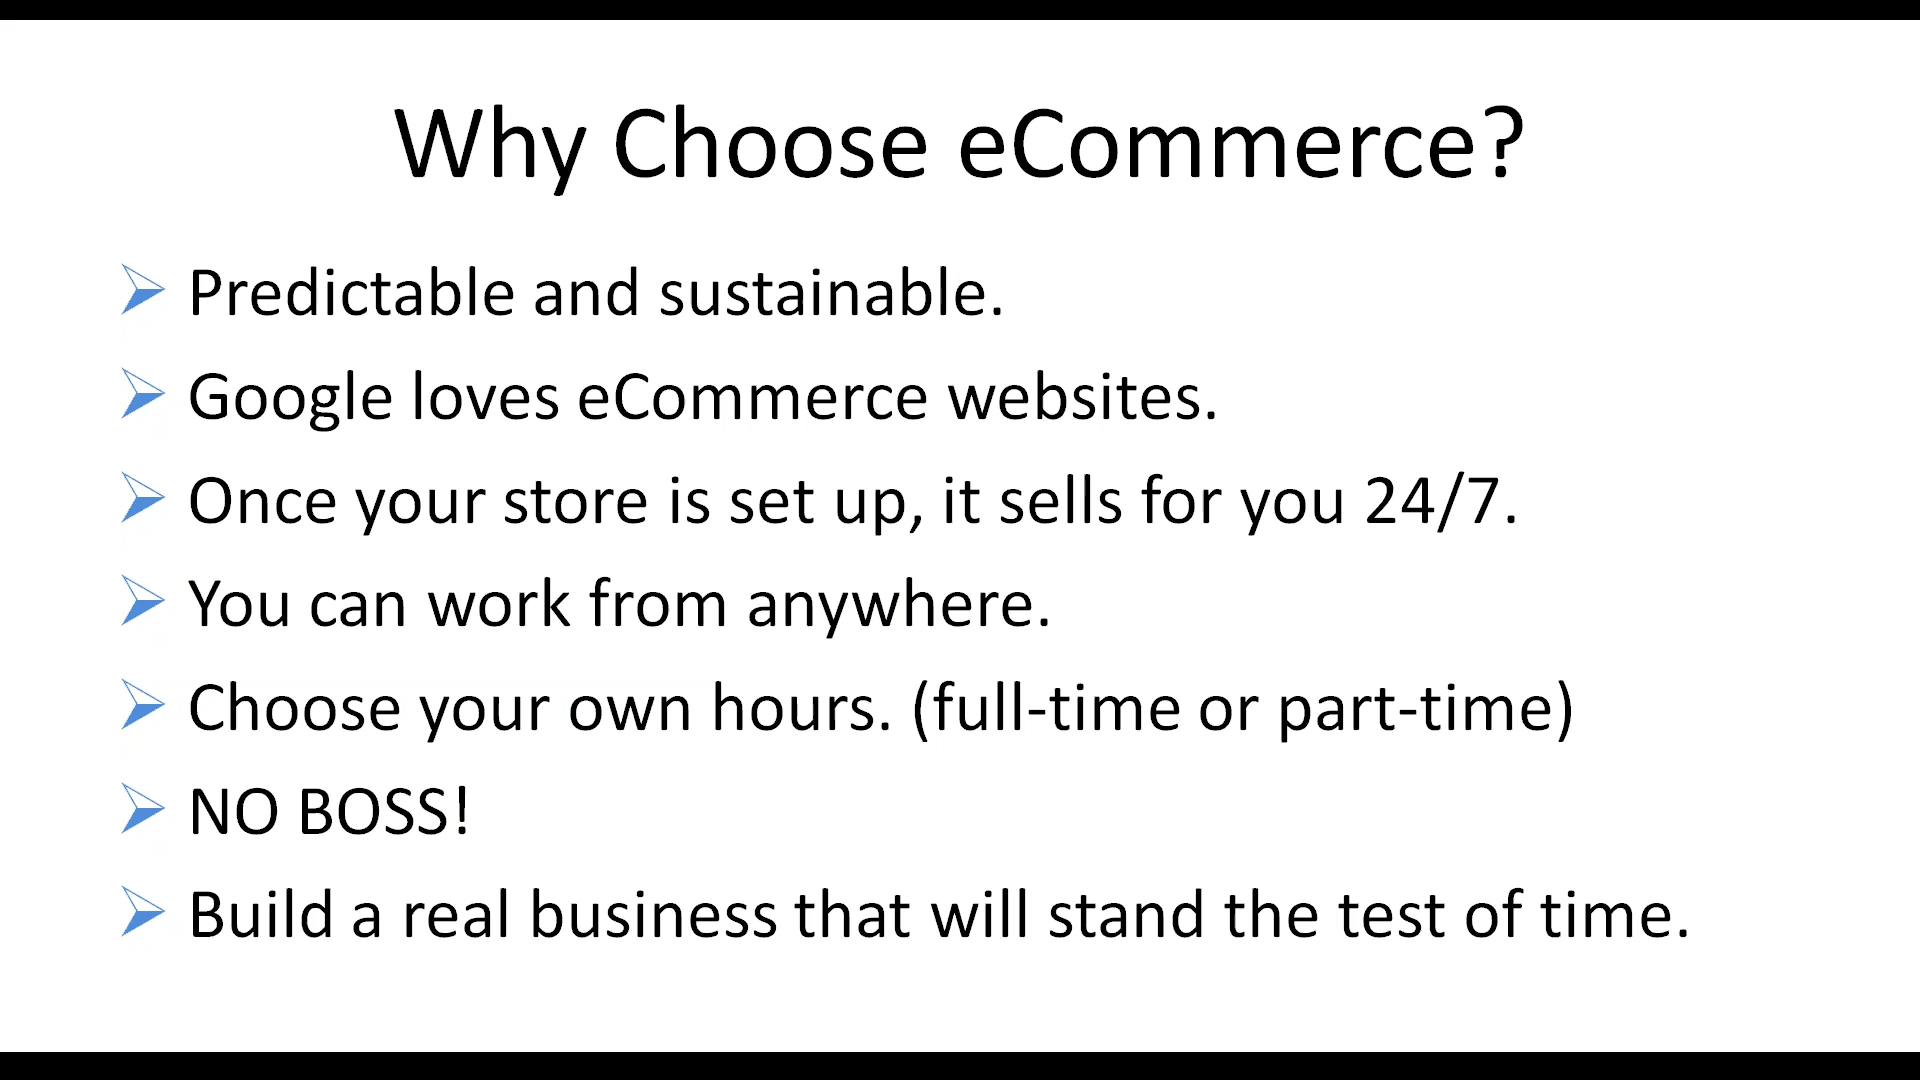 Why Choose eCommerce?
Predictable and sustainable.
Google loves eCommerce websites.
Once your store is set up, it sells for you 24/7.
You can work from anywhere.
Choose your own hours. (full-time or part-time)
NO BOSS!
Build a real business that will stand the test of time.